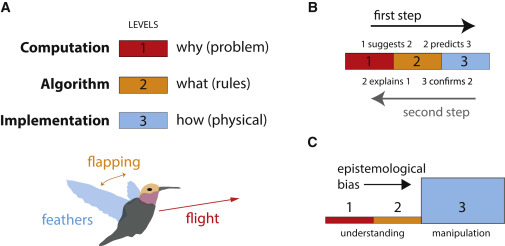 A
LEVELS
Computation 1 why (problem)
Algorithm 2 what (rules)
Implementation 3 how (physical)
flapping
feathers
flight
B
first step
1 suggests 2 2 predicts 3
1 2 3
2 explains 1 3 confirms 2
second step
C
epistemological
bias
1 2 3
understanding manipulation